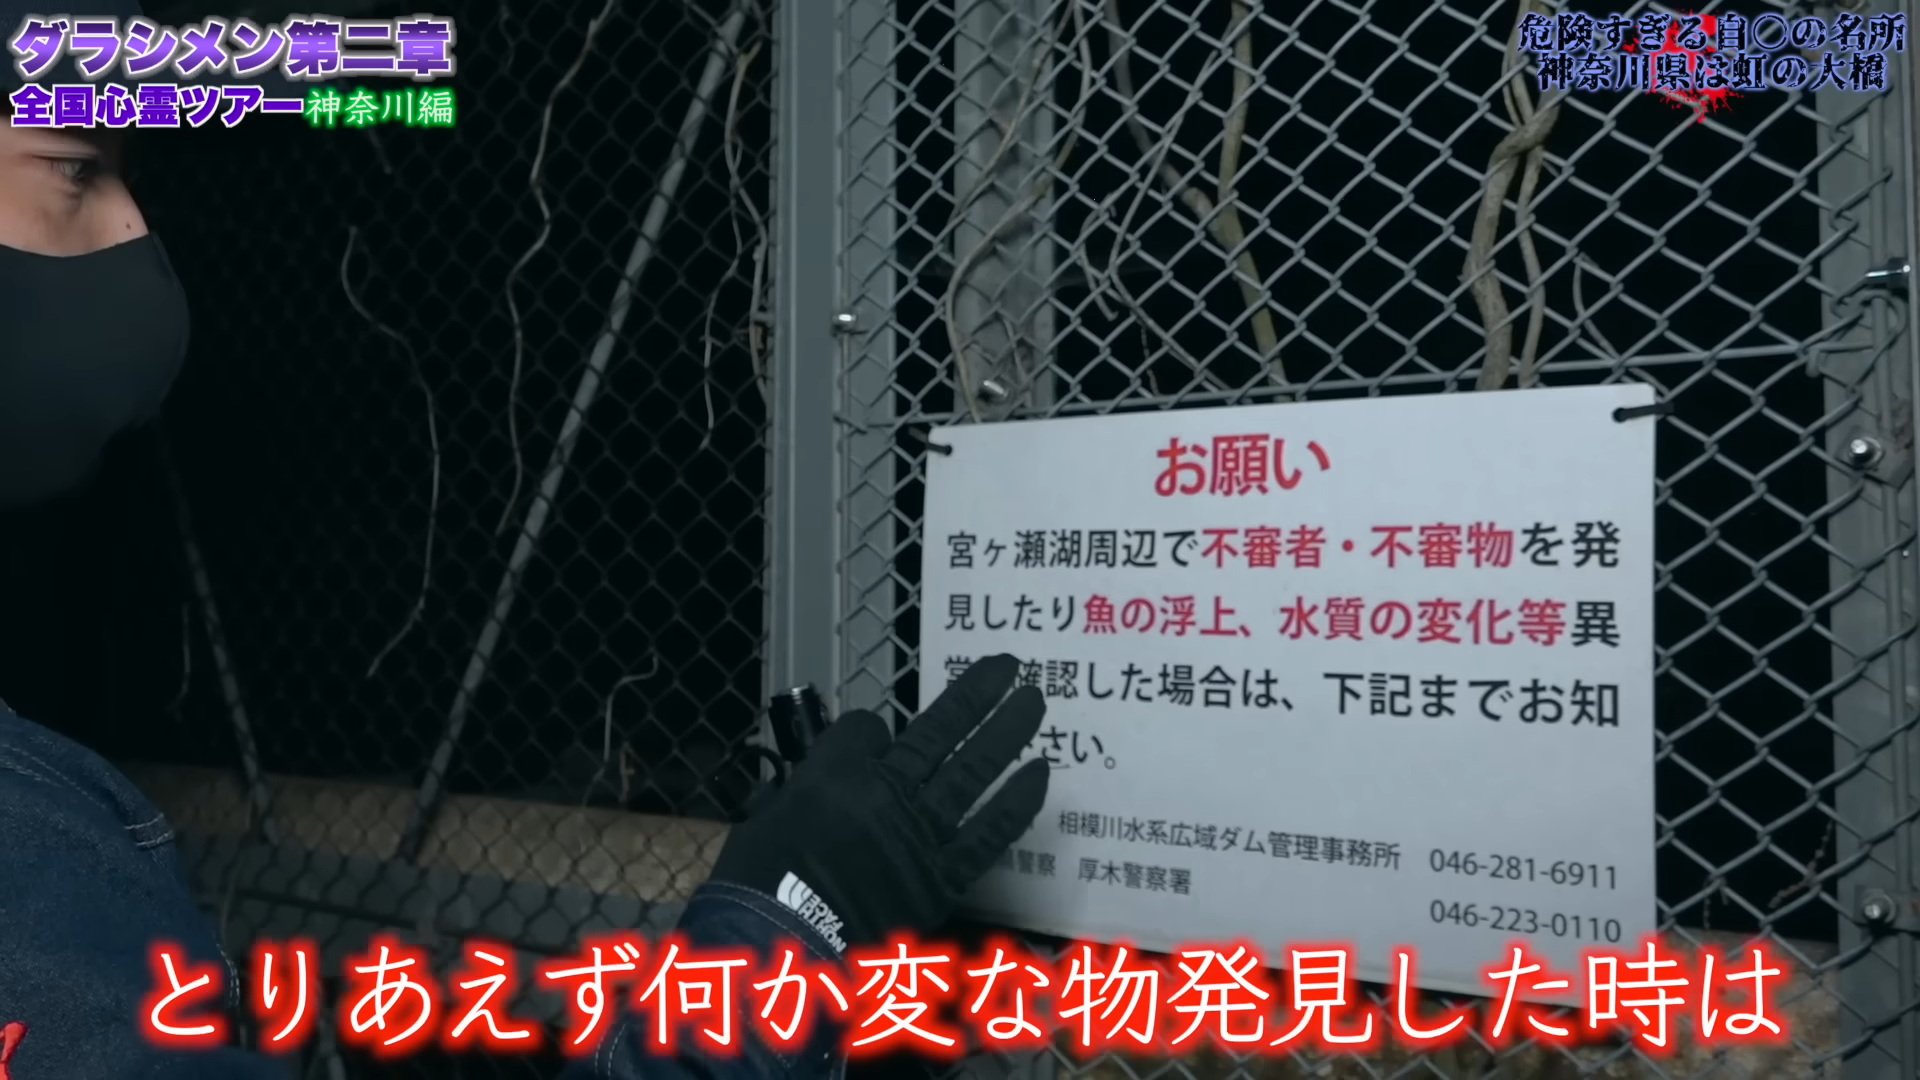 ダラシメン第二章
全国心霊ツアー神奈川編
危険すぎる自〇の名所
神奈川県は虹の大橋
お願い
宮ヶ瀬湖周辺で不審者・不審物を発
見したり魚の浮上、水質の変化等異
確認した場合は、下記までお知
さい。
相模川水系広域ダム管理事務所 046-281-6911
警察 厚木警察署
046-223-0110
THE NORTH FACE
とりあえず何か変な物発見した時は